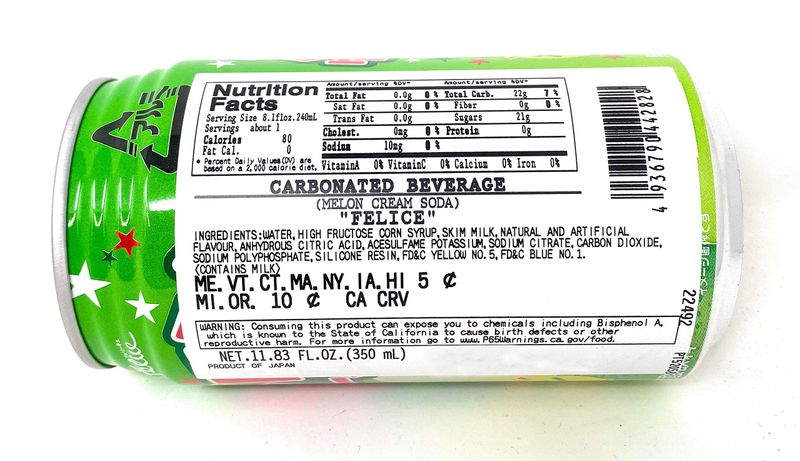 Nutrition
Facts
Serving Size 8.1floz.240mL
Servings about 1
Calories 80
Fat Cal. 0
* Percent Daily Values(DV) are
based on a 2,000 calorie diet.
Amount/serving %DV* Amount/serving %DV*
Total Fat 0.0g 0% Total Carb. 22g 7%
Sat Fat 0.0g 0% Fiber 0g 0%
Trans Fat 0.0g Sugars 21g
Cholest. 0mg 0% Protein 0g
Sodium 10mg 0%
VitaminA 0% VitaminC 0% Calcium 0% Iron 0%
CARBONATED BEVERAGE
(MELON CREAM SODA)
"FELICE"
INGREDIENTS:WATER, HIGH FRUCTOSE CORN SYRUP, SKIM MILK, NATURAL AND ARTIFICIAL
FLAVOUR, ANHYDROUS CITRIC ACID, ACESULFAME POTASSIUM, SODIUM CITRATE, CARBON DIOXIDE,
SODIUM POLYPHOSPHATE, SILICONE RESIN, FD&C YELLOW NO.5, FD&C BLUE NO.1.
(CONTAINS MILK)
ME. VT. CT. MA. NY. IA. HI 5 ¢
MI. OR. 10 ¢ CA CRV
WARNING: Consuming this product can expose you to chemicals including Bisphenol A,
which is known to the State of California to cause birth defects or other
reproductive harm. For more information go to www.P65Warnings.ca.gov/food.
NET.11.83 FL.OZ.(350 mL)
PRODUCT OF JAPAN
4 936790 442828
22492
アルミ
イメージ